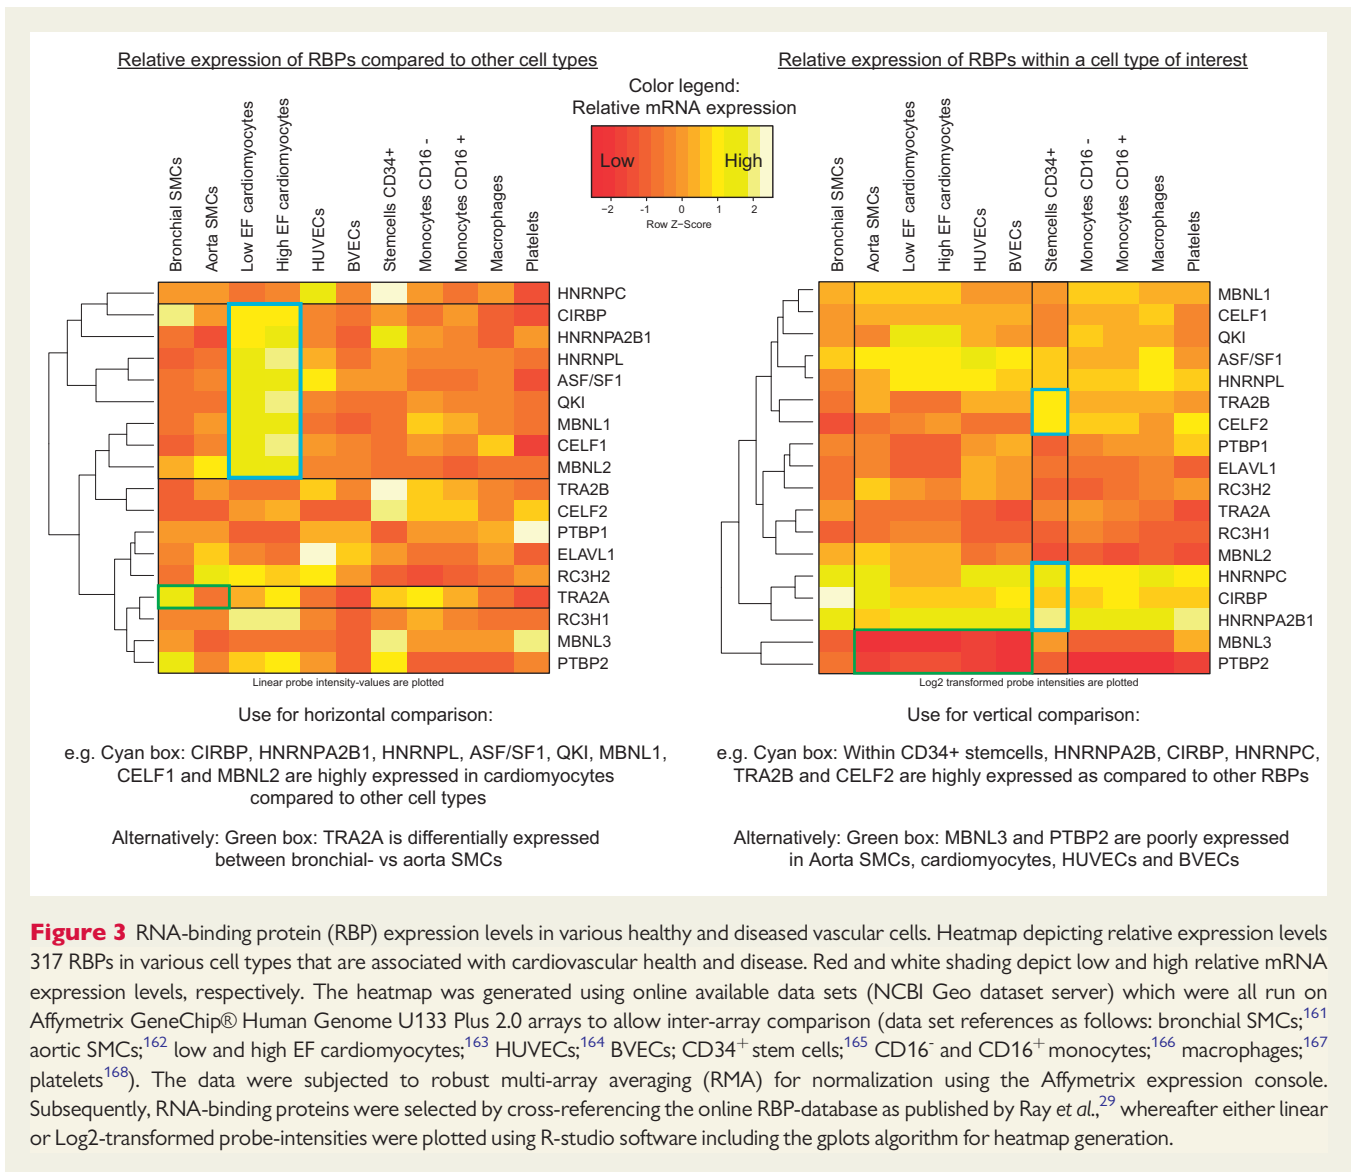 Relative expression of RBPs compared to other cell types
Relative expression of RBPs within a cell type of interest
Color legend:
Relative mRNA expression
Low
High
−2
-1
0
1
2
Row Z−Score
Bronchial SMCs
Aorta SMCs
Low EF cardiomyocytes
High EF cardiomyocytes
HUVECs
BVECs
Stemcells CD34+
Monocytes CD16 -
Monocytes CD16 +
Macrophages
Platelets
HNRNPC
CIRBP
HNRNPA2B1
HNRNPL
ASF/SF1
QKI
MBNL1
CELF1
MBNL2
TRA2B
CELF2
PTBP1
ELAVL1
RC3H2
TRA2A
RC3H1
MBNL3
PTBP2
Linear probe intensity-values are plotted
Use for horizontal comparison:
e.g. Cyan box: CIRBP, HNRNPA2B1, HNRNPL, ASF/SF1, QKI, MBNL1,
CELF1 and MBNL2 are highly expressed in cardiomyocytes
compared to other cell types
Alternatively: Green box: TRA2A is differentially expressed
between bronchial- vs aorta SMCs
Bronchial SMCs
Aorta SMCs
Low EF cardiomyocytes
High EF cardiomyocytes
HUVECs
BVECs
Stemcells CD34+
Monocytes CD16 -
Monocytes CD16 +
Macrophages
Platelets
MBNL1
CELF1
QKI
ASF/SF1
HNRNPL
TRA2B
CELF2
PTBP1
ELAVL1
RC3H2
TRA2A
RC3H1
MBNL2
HNRNPC
CIRBP
HNRNPA2B1
MBNL3
PTBP2
Log2 transformed probe intensities are plotted
Use for vertical comparison:
e.g. Cyan box: Within CD34+ stemcells, HNRNPA2B, CIRBP, HNRNPC,
TRA2B and CELF2 are highly expressed as compared to other RBPs
Alternatively: Green box: MBNL3 and PTBP2 are poorly expressed
in Aorta SMCs, cardiomyocytes, HUVECs and BVECs
Figure 3 RNA-binding protein (RBP) expression levels in various healthy and diseased vascular cells. Heatmap depicting relative expression levels
317 RBPs in various cell types that are associated with cardiovascular health and disease. Red and white shading depict low and high relative mRNA
expression levels, respectively. The heatmap was generated using online available data sets (NCBI Geo dataset server) which were all run on
Affymetrix GeneChip® Human Genome U133 Plus 2.0 arrays to allow inter-array comparison (data set references as follows: bronchial SMCs;161
aortic SMCs;162 low and high EF cardiomyocytes;163 HUVECs;164 BVECs; CD34+ stem cells;165 CD16- and CD16+ monocytes;166 macrophages;167
platelets168). The data were subjected to robust multi-array averaging (RMA) for normalization using the Affymetrix expression console.
Subsequently, RNA-binding proteins were selected by cross-referencing the online RBP-database as published by Ray et al.,29 whereafter either linear
or Log2-transformed probe-intensities were plotted using R-studio software including the gplots algorithm for heatmap generation.